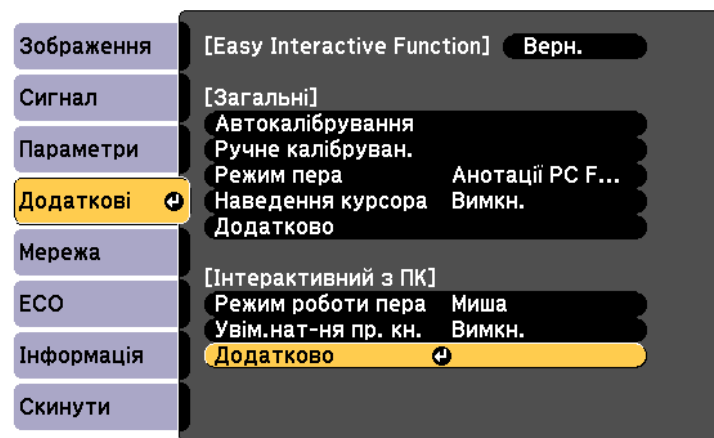 Зображення
Сигнал
Параметри
Додаткові
Мережа
ECO
Інформація
Скинути
[Easy Interactive Function] Верн.
[Загальні]
Автокалібрування
Ручне калібруван.
Режим пера Анотації PC F...
Наведення курсора Вимкн.
Додатково
[Інтерактивний з ПК]
Режим роботи пера Миша
Увім.нат-ня пр. кн. Вимкн.
Додатково